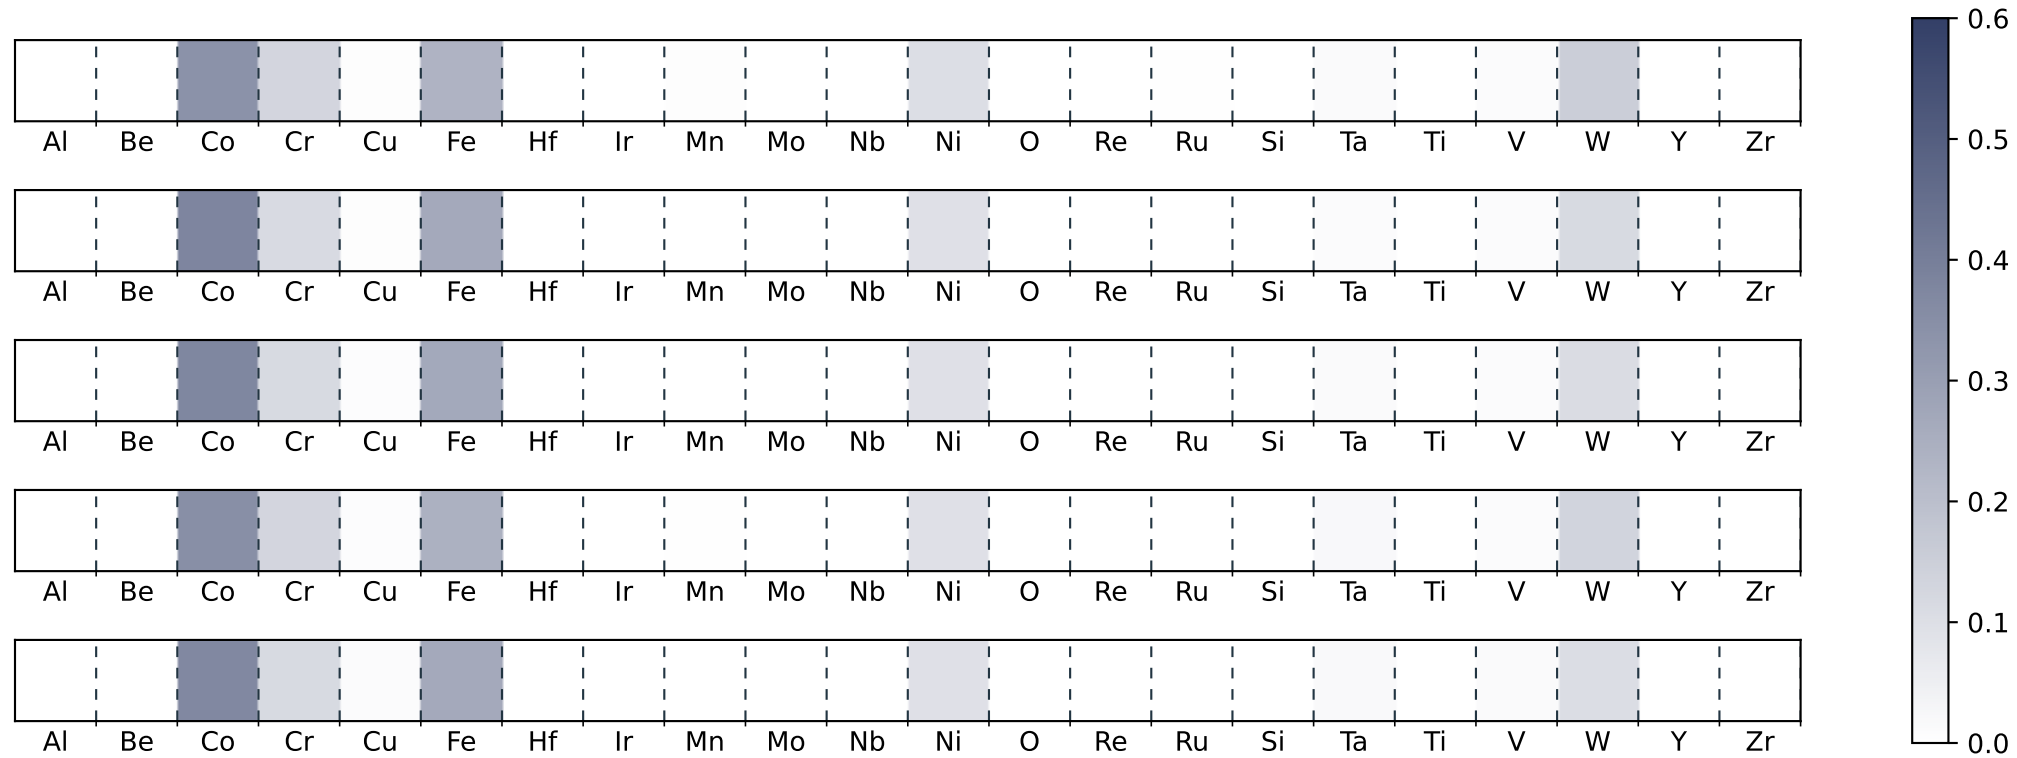 Al Be Co Cr Cu Fe Hf Ir Mn Mo Nb Ni O Re Ru Si Ta Ti V W Y Zr
Al Be Co Cr Cu Fe Hf Ir Mn Mo Nb Ni O Re Ru Si Ta Ti V W Y Zr
Al Be Co Cr Cu Fe Hf Ir Mn Mo Nb Ni O Re Ru Si Ta Ti V W Y Zr
Al Be Co Cr Cu Fe Hf Ir Mn Mo Nb Ni O Re Ru Si Ta Ti V W Y Zr
Al Be Co Cr Cu Fe Hf Ir Mn Mo Nb Ni O Re Ru Si Ta Ti V W Y Zr
0.6
0.5
0.4
0.3
0.2
0.1
0.0